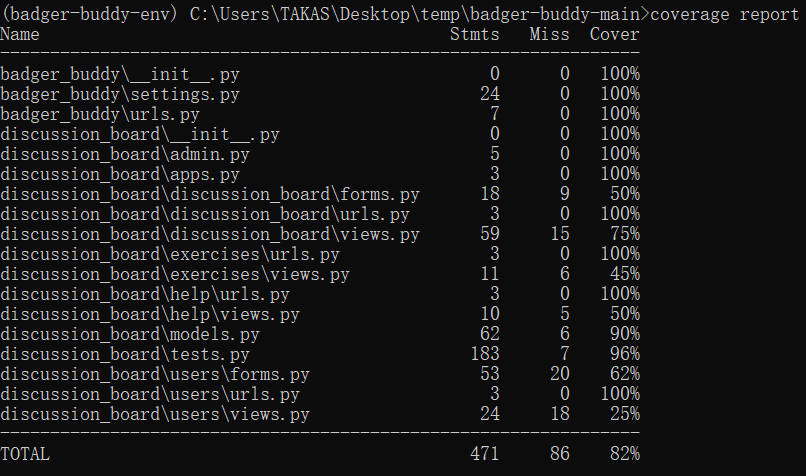 (badger-buddy-env) C:\Users\TAKAS\Desktop\temp\badger-buddy-main>coverage report
Name                                          Stmts   Miss  Cover
----------------------------------------------------------------
badger_buddy\__init__.py                          0      0   100%
badger_buddy\settings.py                         24      0   100%
badger_buddy\urls.py                              7      0   100%
discussion_board\__init__.py                      0      0   100%
discussion_board\admin.py                         5      0   100%
discussion_board\apps.py                          3      0   100%
discussion_board\discussion_board\forms.py       18      9    50%
discussion_board\discussion_board\urls.py         3      0   100%
discussion_board\discussion_board\views.py       59     15    75%
discussion_board\exercises\urls.py                3      0   100%
discussion_board\exercises\views.py              11      6    45%
discussion_board\help\urls.py                     3      0   100%
discussion_board\help\views.py                   10      5    50%
discussion_board\models.py                       62      6    90%
discussion_board\tests.py                       183      7    96%
discussion_board\users\forms.py                  53     20    62%
discussion_board\users\urls.py                    3      0   100%
discussion_board\users\views.py                  24     18    25%
----------------------------------------------------------------
TOTAL                                           471     86    82%